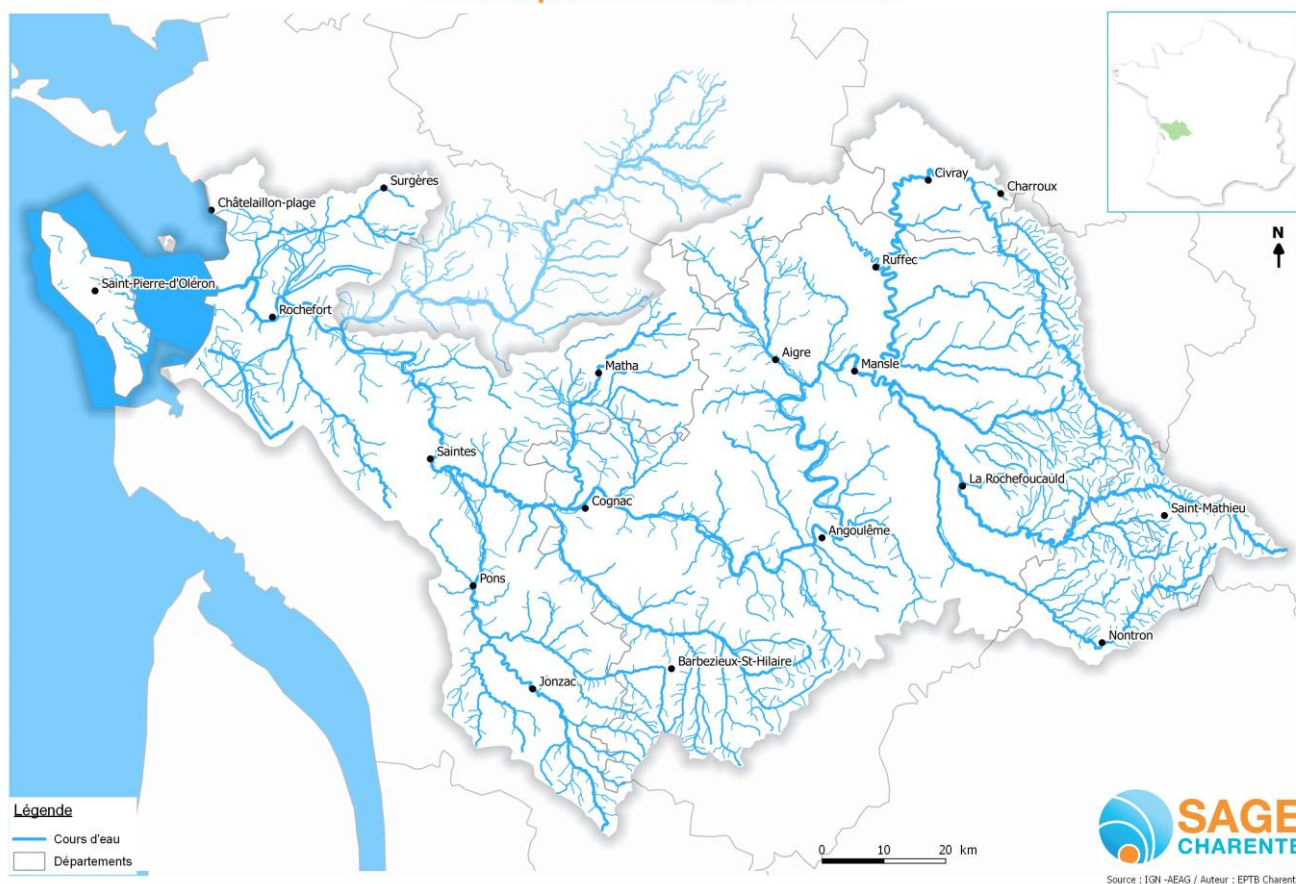 Surgères
Châtelaillon-plage
Civray
Charroux
N
Ruffec
Saint-Pierre-d'Oléron
Rochefort
Aigre
Matha
Mansle
Saintes
La Rochefoucauld
Cognac
Saint-Mathieu
Angoulême
Pons
Nontron
Barbezieux-St-Hilaire
Jonzac
Légende
Cours d'eau
Départements
0 10 20 km
SAGE
CHARENTE
Source : IGN -AEAG / Auteur : EPTB Charent